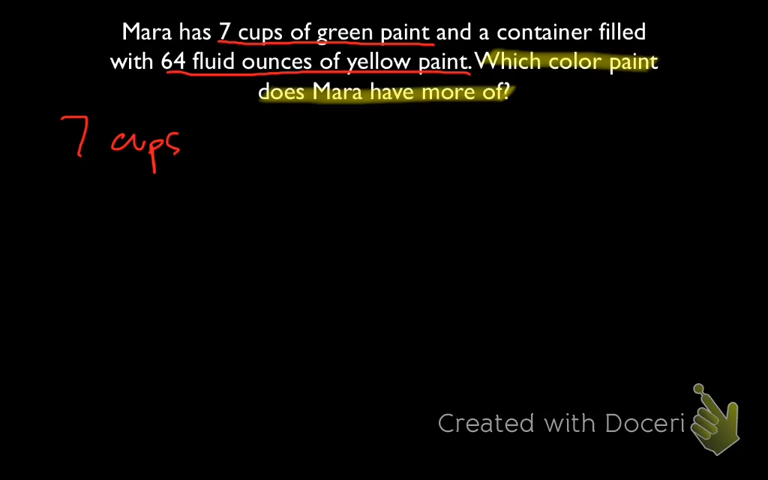 Mara has 7 cups of green paint and a container filled
with 64 fluid ounces of yellow paint. Which color paint
does Mara have more of?
7 cups
Created with Doceri